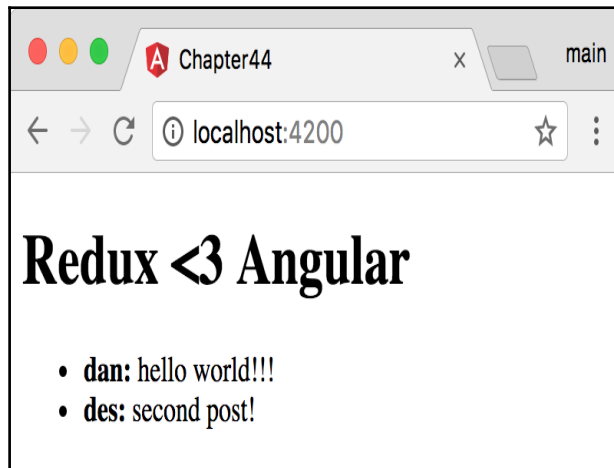 Chapter44
main
localhost:4200
Redux <3 Angular
• dan: hello world!!!
• des: second post!